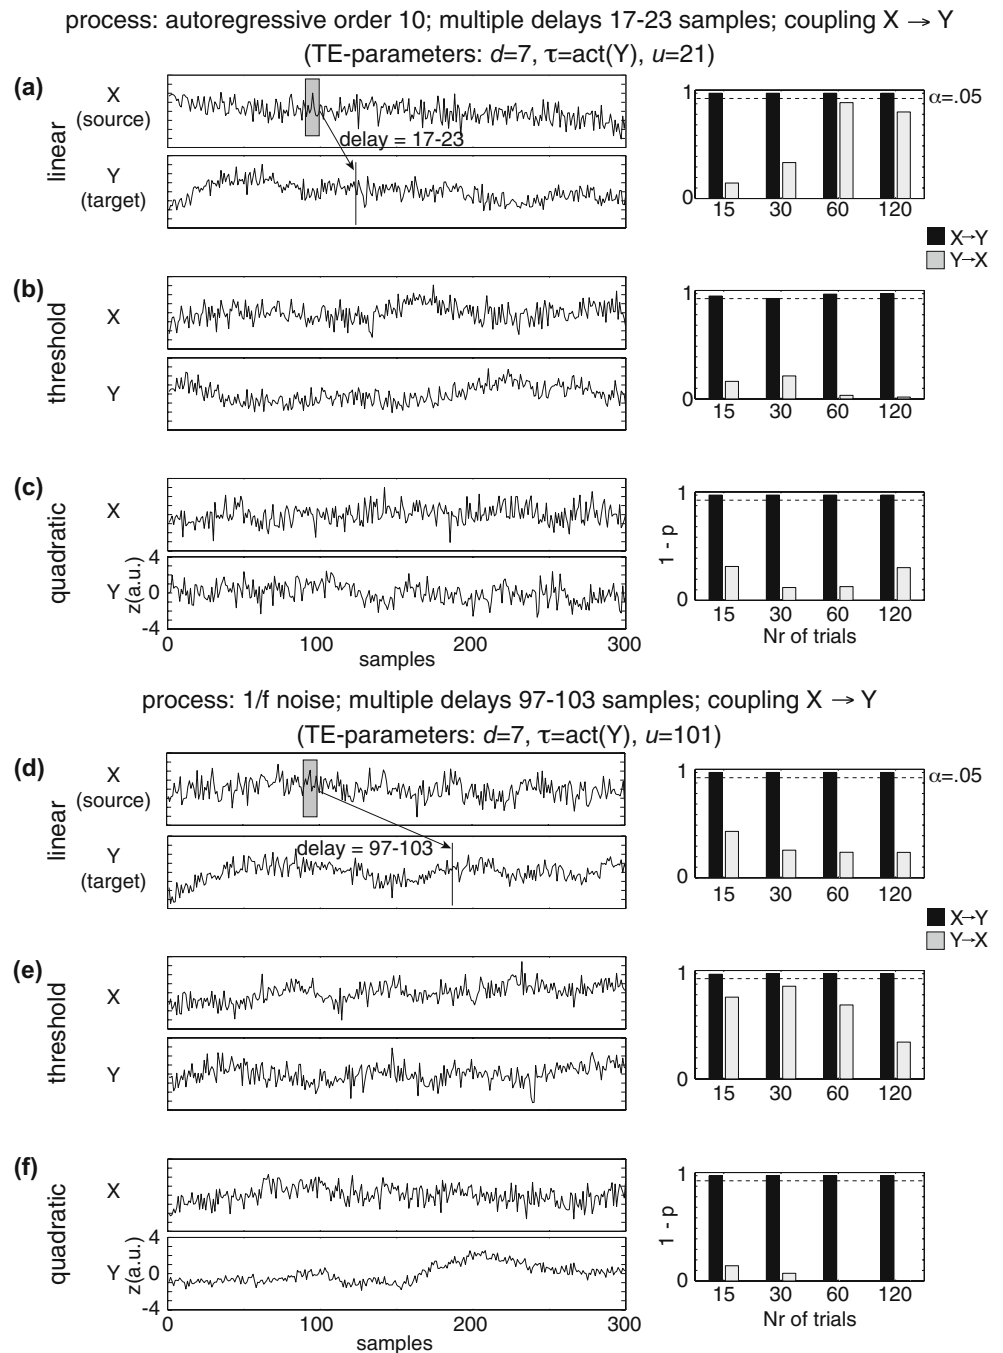 process: autoregressive order 10; multiple delays 17-23 samples; coupling X → Y
(TE-parameters: d=7, τ=act(Y), u=21)
(a)
linear
X
(source)
delay = 17-23
Y
(target)
1
0
α=.05
15 30 60 120
X→Y
Y→X
(b)
threshold
X
Y
1
0
15 30 60 120
(c)
quadratic
X
Y
z(a.u.)
4
0
-4
0 100 200 300
samples
1
1 - p
0
15 30 60 120
Nr of trials
process: 1/f noise; multiple delays 97-103 samples; coupling X → Y
(TE-parameters: d=7, τ=act(Y), u=101)
(d)
linear
X
(source)
delay = 97-103
Y
(target)
1
0
α=.05
15 30 60 120
X→Y
Y→X
(e)
threshold
X
Y
1
0
15 30 60 120
(f)
quadratic
X
Y
z(a.u.)
4
0
-4
0 100 200 300
samples
1
1 - p
0
15 30 60 120
Nr of trials